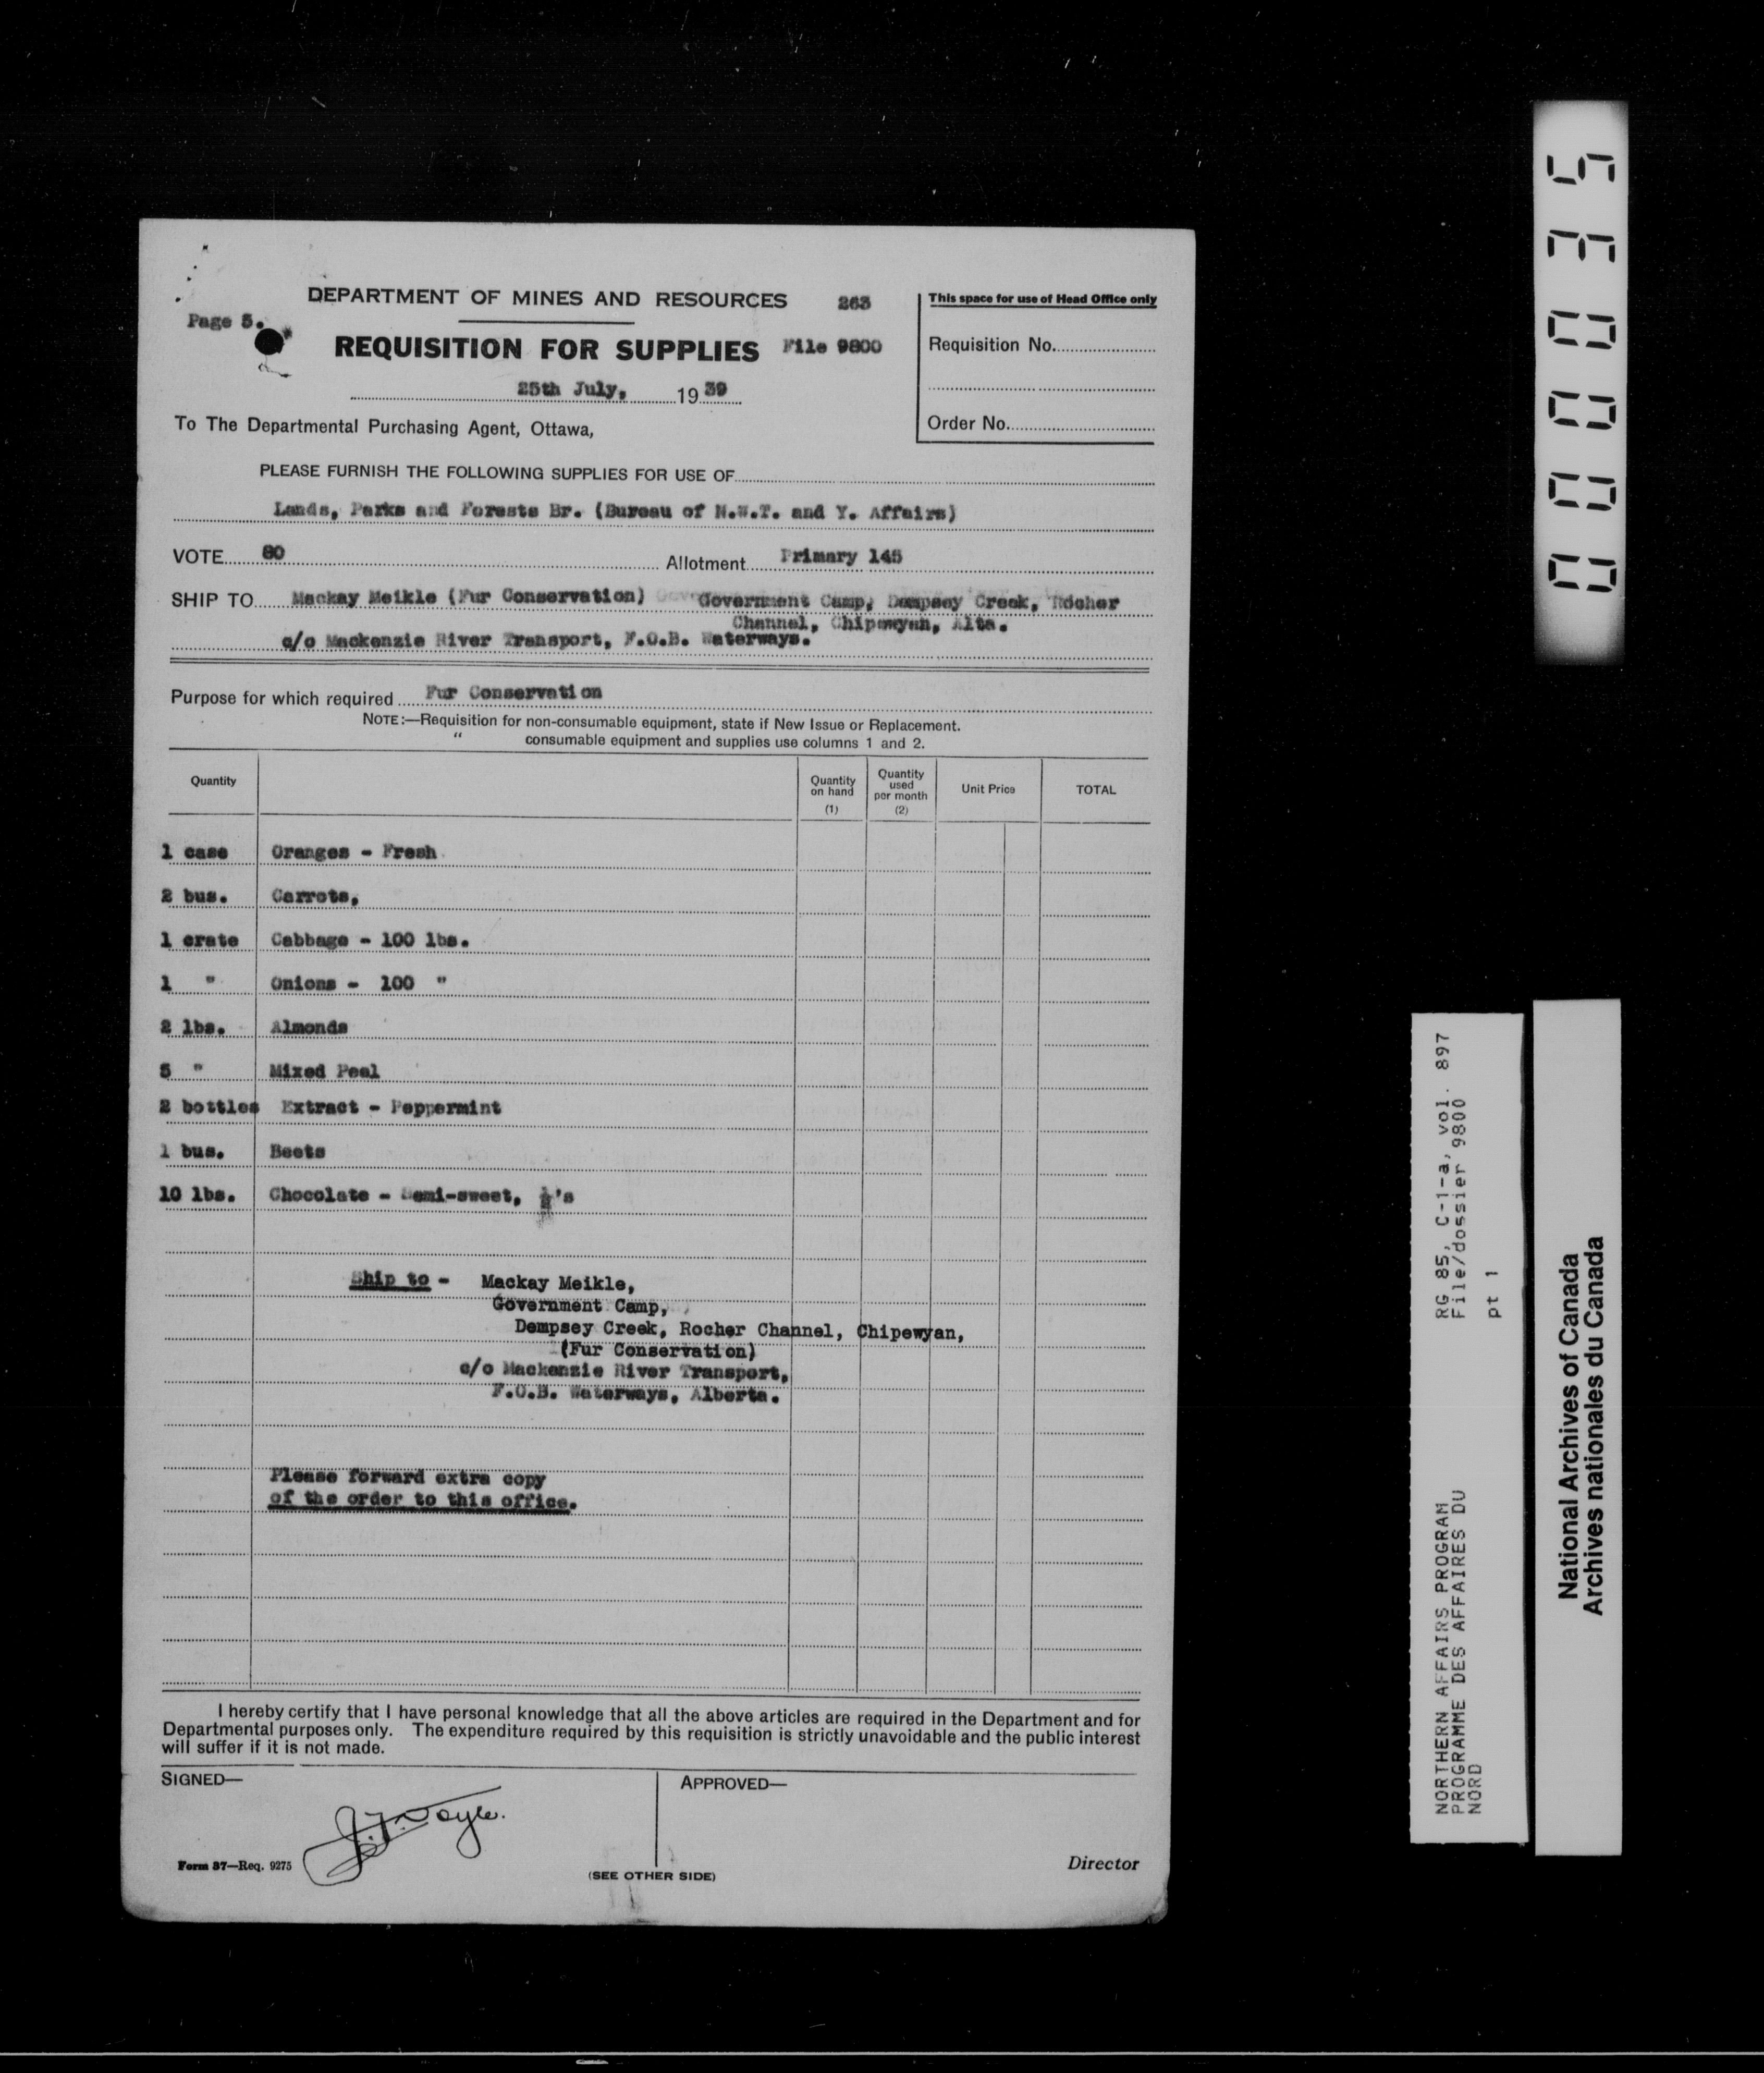 Page 5.
DEPARTMENT OF MINES AND RESOURCES 263
REQUISITION FOR SUPPLIES File 9800
25th July, 19 39
This space for use of Head Office only
Requisition No.
Order No.
To The Departmental Purchasing Agent, Ottawa,
PLEASE FURNISH THE FOLLOWING SUPPLIES FOR USE OF
Lands, Parks and Forests Br. (Bureau of N.W.T. and Y. Affairs)
VOTE 80 Allotment Primary 145
SHIP TO Mackay Meikle (Fur Conservation) Government Camp, Dempsey Creek, Rocher
Channel, Chipewyan, Alta.
c/o Mackenzie River Transport, F.O.B. Waterways.
Purpose for which required Fur Conservation
NOTE:—Requisition for non-consumable equipment, state if New Issue or Replacement.
" consumable equipment and supplies use columns 1 and 2.
Quantity Quantity on hand (1) Quantity used per month (2) Unit Price TOTAL
1 case Oranges - Fresh
2 bus. Carrots,
1 crate Cabbage - 100 lbs.
1 " Onions - 100 "
2 lbs. Almonds
5 " Mixed Peel
2 bottles Extract - Peppermint
1 bus. Beets
10 lbs. Chocolate - Semi-sweet, ½'s
Ship to - Mackay Meikle,
Government Camp,
Dempsey Creek, Rocher Channel, Chipewyan,
(Fur Conservation)
c/o Mackenzie River Transport,
F.O.B. Waterways, Alberta.
Please forward extra copy
of the order to this office.
I hereby certify that I have personal knowledge that all the above articles are required in the Department and for
Departmental purposes only. The expenditure required by this requisition is strictly unavoidable and the public interest
will suffer if it is not made.
SIGNED— APPROVED—
J.F. Doyle.
Form 87—Req. 9275
(SEE OTHER SIDE)
Director
000035
RG 85, C-1-a, vol. 897
File/dossier 9800
pt 1
NORTHERN AFFAIRS PROGRAM
PROGRAMME DES AFFAIRES DU
NORD
National Archives of Canada
Archives nationales du Canada